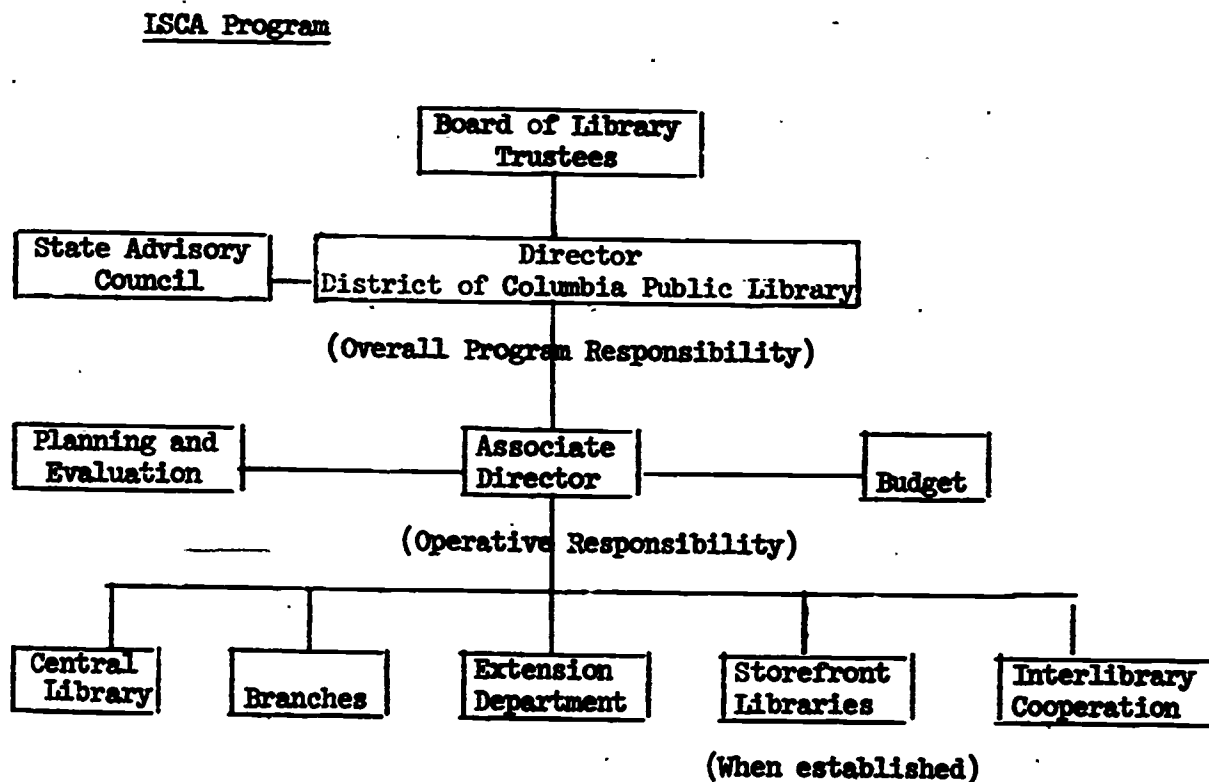 LSCA Program
Board of Library
Trustees
State Advisory
Council
Director
District of Columbia Public Library
(Overall Program Responsibility)
Planning and
Evaluation
Associate
Director
Budget
(Operative Responsibility)
Central
Library
Branches
Extension
Department
Storefront
Libraries
Interlibrary
Cooperation
(When established)